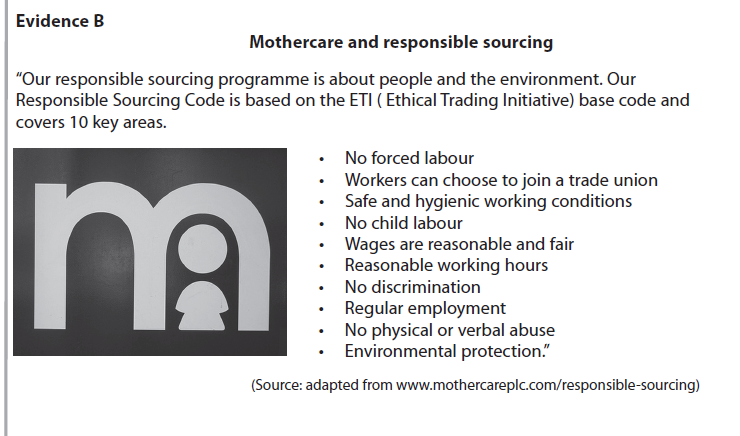 Evidence B
Mothercare and responsible sourcing
“Our responsible sourcing programme is about people and the environment. Our
Responsible Sourcing Code is based on the ETI ( Ethical Trading Initiative) base code and
covers 10 key areas.
• No forced labour
• Workers can choose to join a trade union
• Safe and hygienic working conditions
• No child labour
• Wages are reasonable and fair
• Reasonable working hours
• No discrimination
• Regular employment
• No physical or verbal abuse
• Environmental protection.”
(Source: adapted from www.mothercareplc.com/responsible-sourcing)